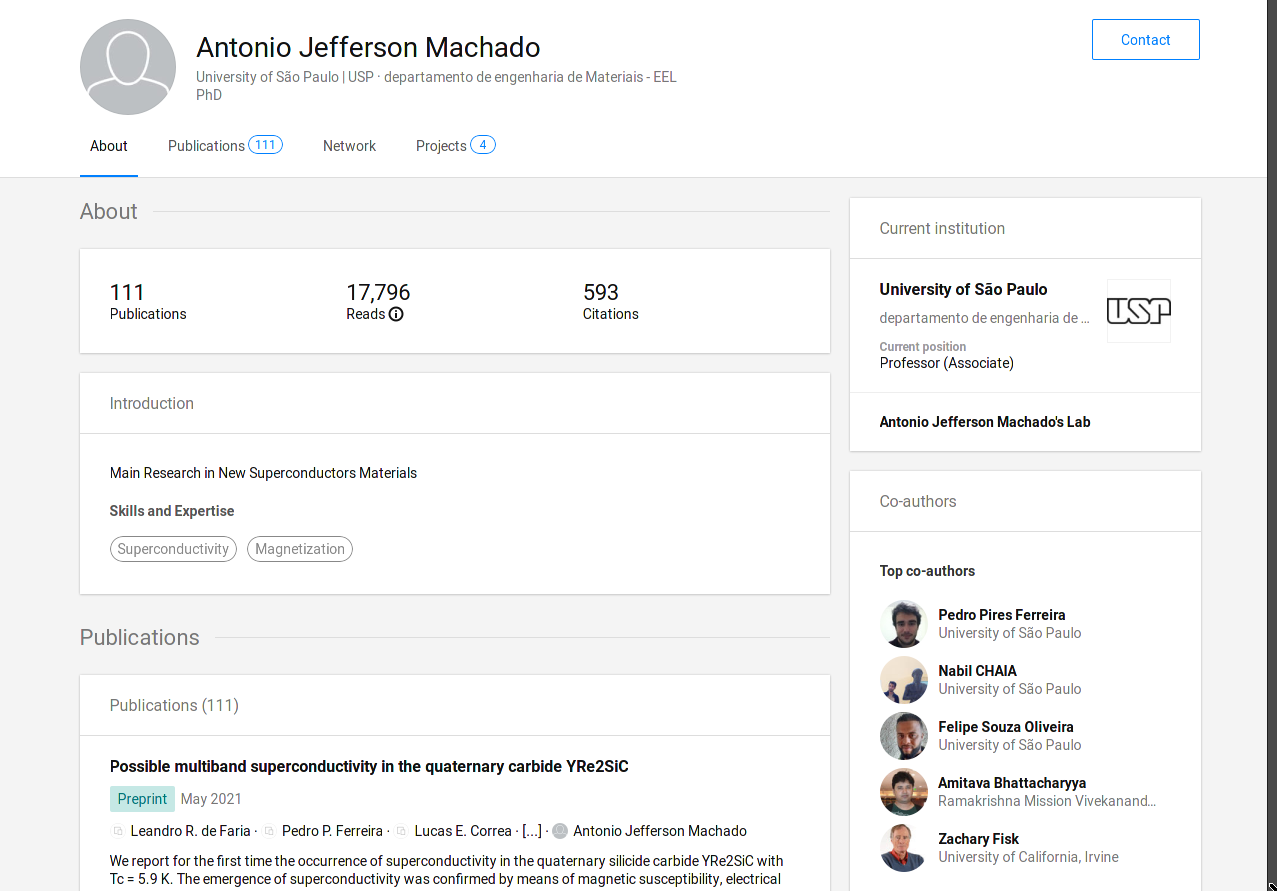 Antonio Jefferson Machado
University of São Paulo | USP · departamento de engenharia de Materiais - EEL
PhD
Contact
About
Publications 111
Network
Projects 4
About
111
Publications
17,796
Reads
593
Citations
Introduction
Main Research in New Superconductors Materials
Skills and Expertise
Superconductivity
Magnetization
Publications
Publications (111)
Possible multiband superconductivity in the quaternary carbide YRe2SiC
Preprint May 2021
Leandro R. de Faria · Pedro P. Ferreira · Lucas E. Correa · [...] · Antonio Jefferson Machado
We report for the first time the occurrence of superconductivity in the quaternary silicide carbide YRe2SiC with
Tc = 5.9 K. The emergence of superconductivity was confirmed by means of magnetic susceptibility, electrical
Current institution
University of São Paulo
departamento de engenharia de ...
USP
Current position
Professor (Associate)
Antonio Jefferson Machado's Lab
Co-authors
Top co-authors
Pedro Pires Ferreira
University of São Paulo
Nabil CHAIA
University of São Paulo
Felipe Souza Oliveira
University of São Paulo
Amitava Bhattacharyya
Ramakrishna Mission Vivekanand...
Zachary Fisk
University of California, Irvine